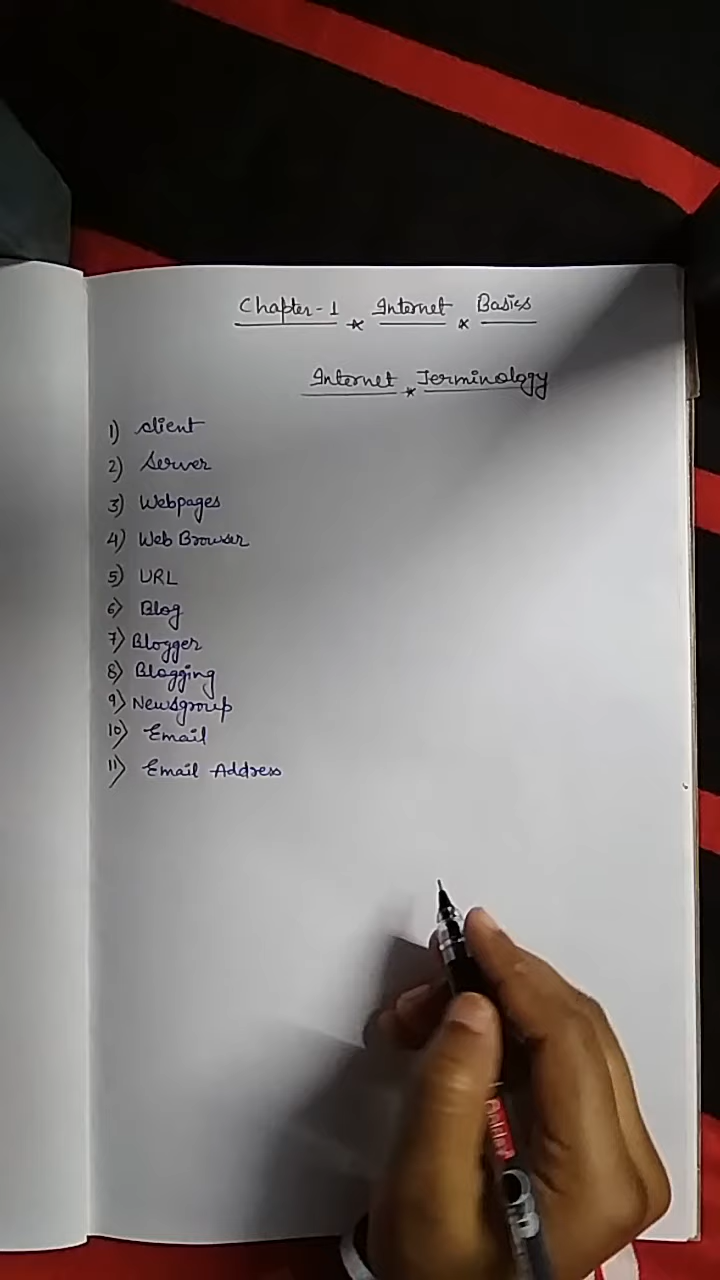 Chapter-1 Internet Basics
Internet Terminology
1) Client
2) Server
3) Webpages
4) Web Browser
5) URL
6) Blog
7) Blogger
8) Blogging
9) Newsgroup
10) Email
11) Email Address